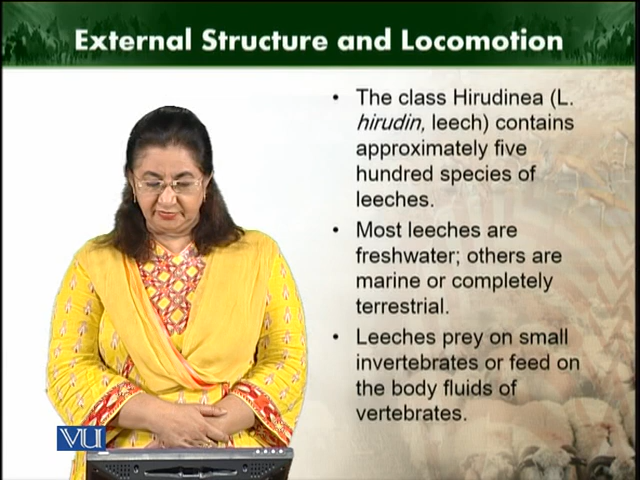 External Structure and Locomotion
• The class Hirudinea (L.
hirudin, leech) contains
approximately five
hundred species of
leeches.
• Most leeches are
freshwater; others are
marine or completely
terrestrial.
• Leeches prey on small
invertebrates or feed on
the body fluids of
vertebrates.
VU